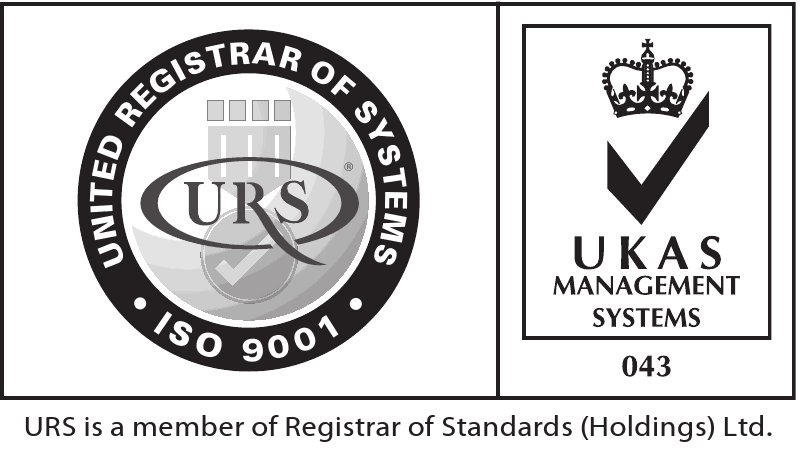 UNITED REGISTRAR OF SYSTEMS
URS®
• ISO 9001 •
UKAS
MANAGEMENT
SYSTEMS
043
URS is a member of Registrar of Standards (Holdings) Ltd.